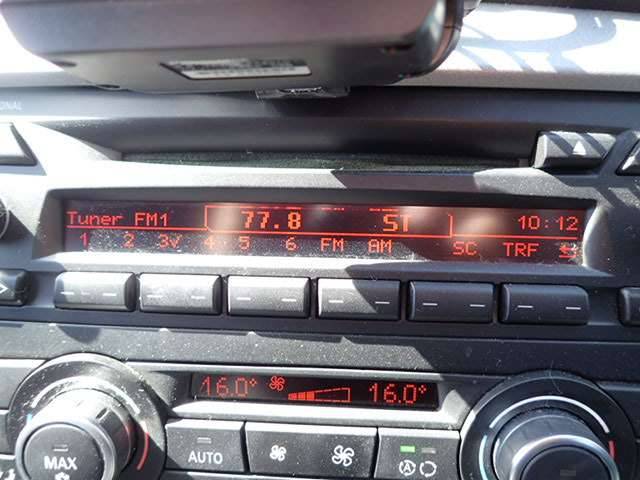 ONAL
Tuner FM1 77.8 ST 10:12
1 2 3v 4 5 6 FM AM SC TRF
16.0° 16.0°
MAX AUTO A